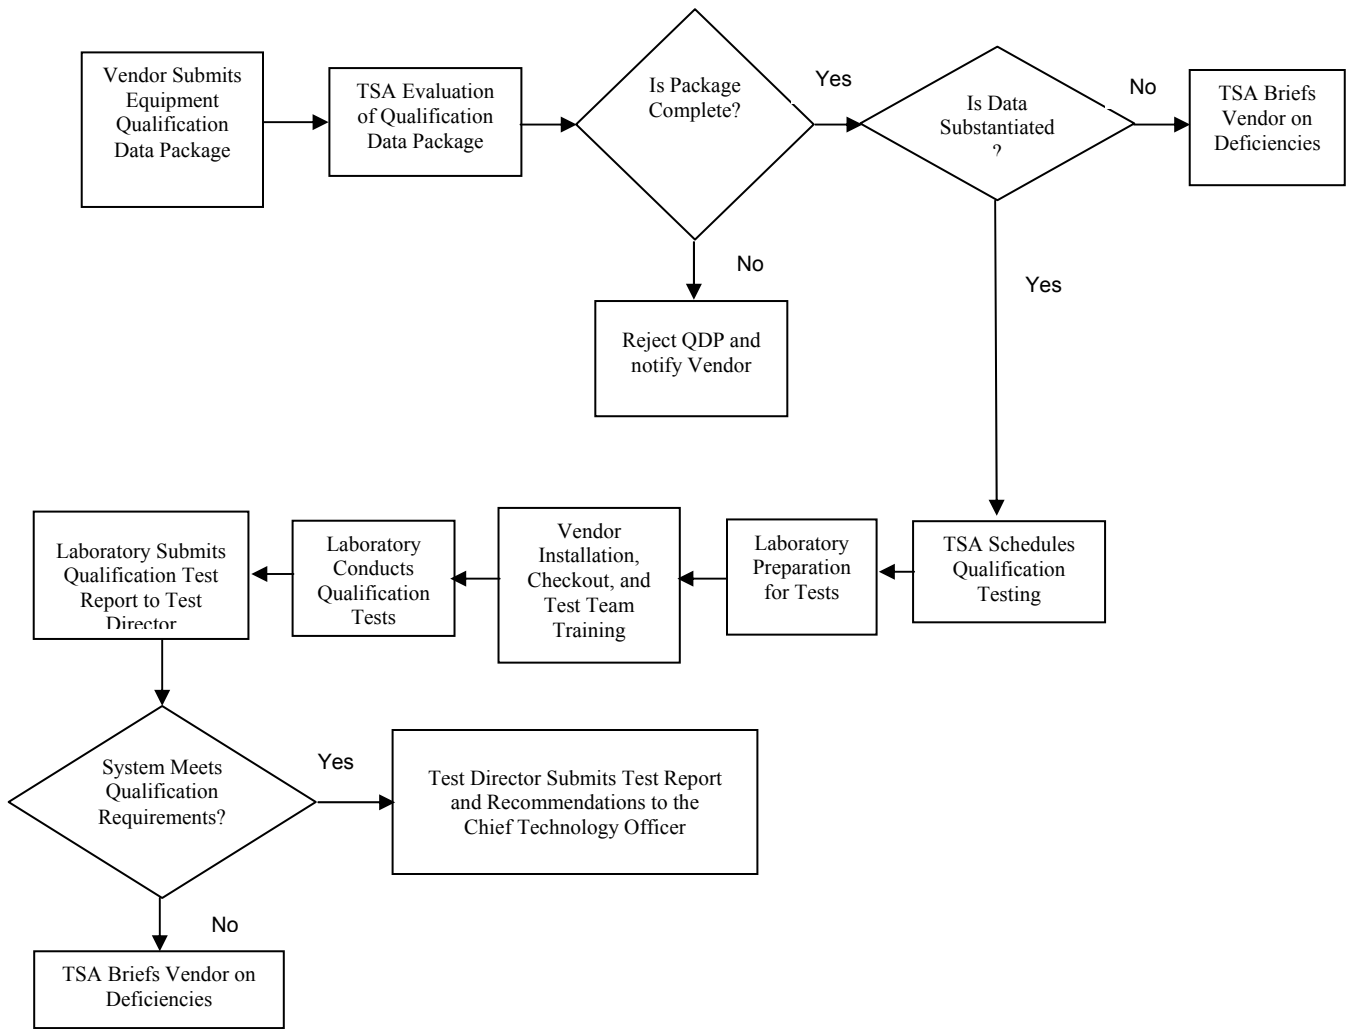 Vendor Submits
Equipment
Qualification
Data Package
TSA Evaluation
of Qualification
Data Package
Is Package
Complete?
Yes
Is Data
Substantiated
?
No
TSA Briefs
Vendor on
Deficiencies
No
Yes
Reject QDP and
notify Vendor
Laboratory Submits
Qualification Test
Report to Test
Director
Laboratory
Conducts
Qualification
Tests
Vendor
Installation,
Checkout, and
Test Team
Training
Laboratory
Preparation
for Tests
TSA Schedules
Qualification
Testing
System Meets
Qualification
Requirements?
Yes
Test Director Submits Test Report
and Recommendations to the
Chief Technology Officer
No
TSA Briefs Vendor on
Deficiencies